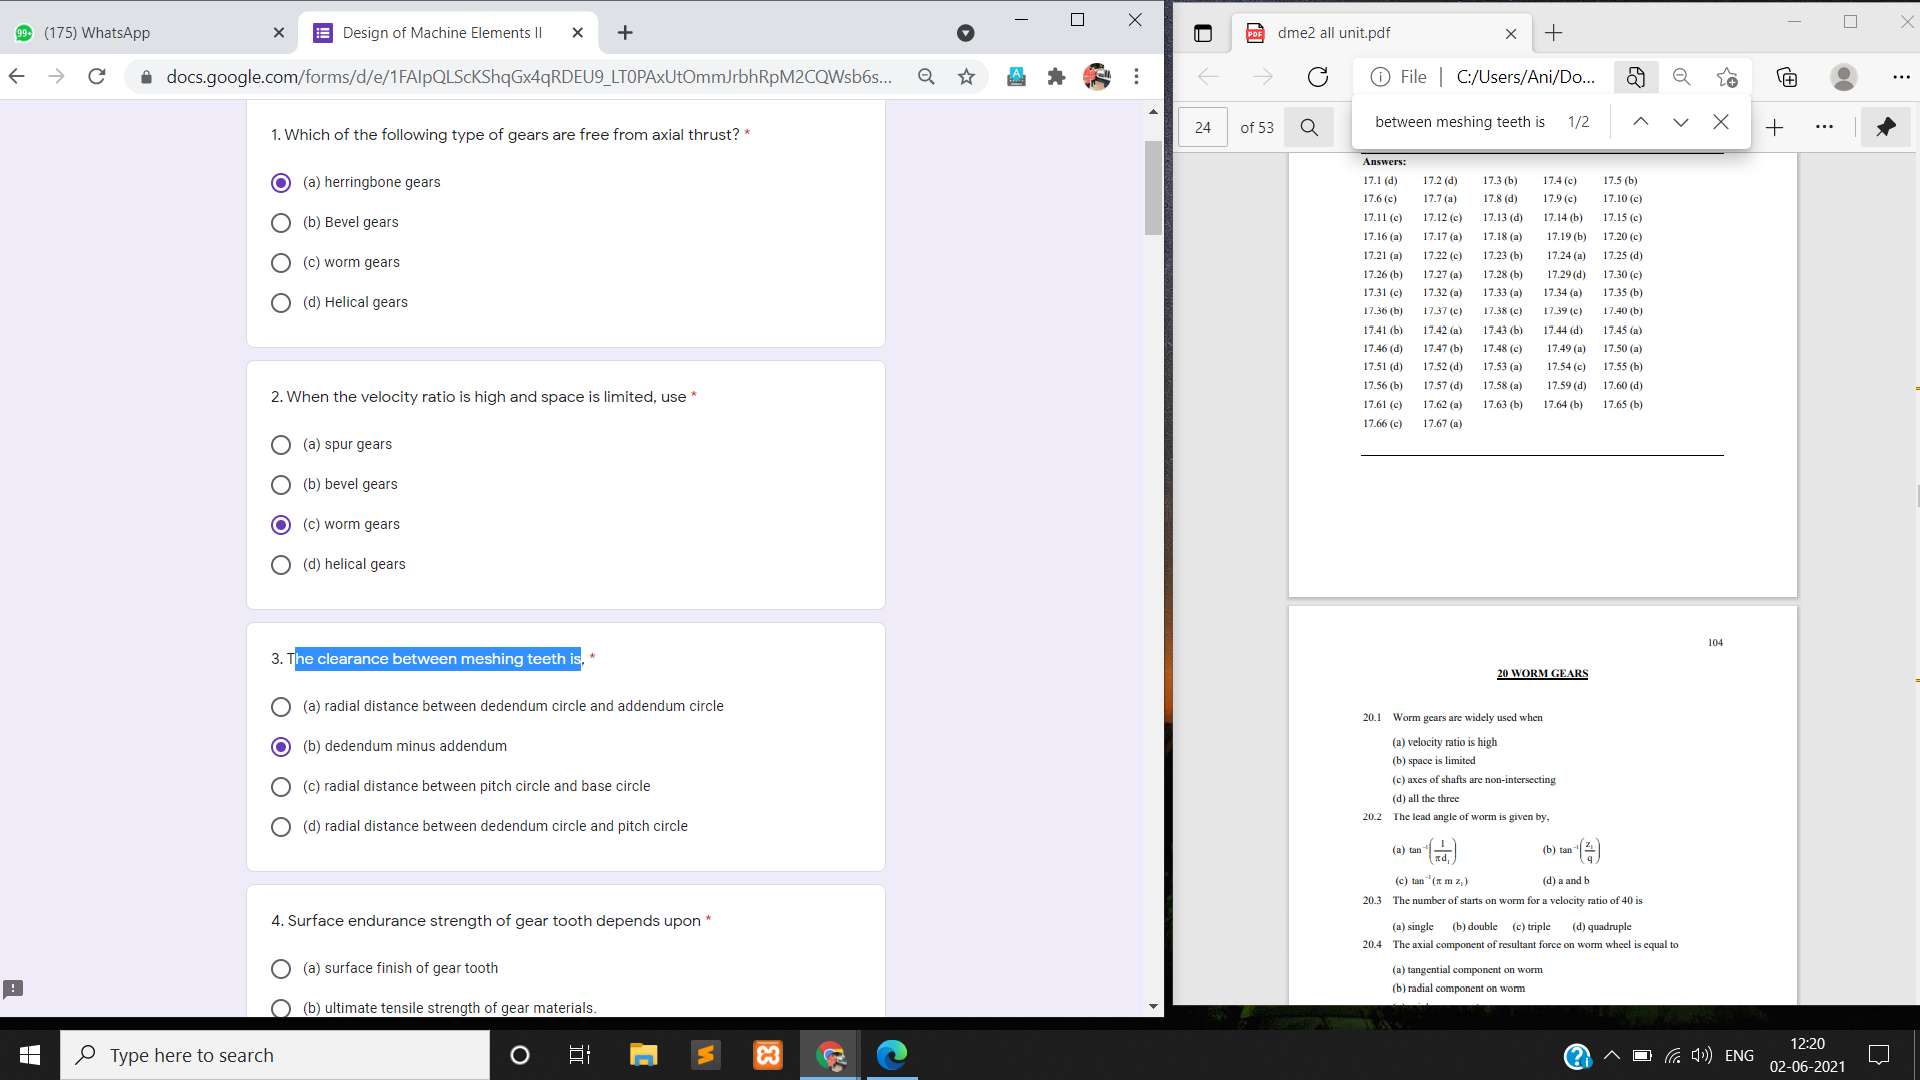 (175) WhatsApp
Design of Machine Elements II
docs.google.com/forms/d/e/1FAIpQLScKShqGx4qRDEU9_LT0PAxUtOmmJrbhRpM2CQWsb6s...
1. Which of the following type of gears are free from axial thrust? *
(a) herringbone gears
(b) Bevel gears
(c) worm gears
(d) Helical gears
2. When the velocity ratio is high and space is limited, use *
(a) spur gears
(b) bevel gears
(c) worm gears
(d) helical gears
3. The clearance between meshing teeth is, *
(a) radial distance between dedendum circle and addendum circle
(b) dedendum minus addendum
(c) radial distance between pitch circle and base circle
(d) radial distance between dedendum circle and pitch circle
4. Surface endurance strength of gear tooth depends upon *
(a) surface finish of gear tooth
(b) ultimate tensile strength of gear materials.
dme2 all unit.pdf
File | C:/Users/Ani/Do...
24 of 53
between meshing teeth is 1/2
Answers:
17.1 (d) 17.2 (d) 17.3 (b) 17.4 (c) 17.5 (b)
17.6 (c) 17.7 (a) 17.8 (d) 17.9 (c) 17.10 (c)
17.11 (c) 17.12 (c) 17.13 (d) 17.14 (b) 17.15 (c)
17.16 (a) 17.17 (a) 17.18 (a) 17.19 (b) 17.20 (c)
17.21 (a) 17.22 (c) 17.23 (b) 17.24 (a) 17.25 (d)
17.26 (b) 17.27 (a) 17.28 (b) 17.29 (d) 17.30 (c)
17.31 (c) 17.32 (a) 17.33 (a) 17.34 (a) 17.35 (b)
17.36 (b) 17.37 (c) 17.38 (c) 17.39 (c) 17.40 (b)
17.41 (b) 17.42 (a) 17.43 (b) 17.44 (d) 17.45 (a)
17.46 (d) 17.47 (b) 17.48 (c) 17.49 (a) 17.50 (a)
17.51 (d) 17.52 (d) 17.53 (a) 17.54 (c) 17.55 (b)
17.56 (b) 17.57 (d) 17.58 (a) 17.59 (d) 17.60 (d)
17.61 (c) 17.62 (a) 17.63 (b) 17.64 (b) 17.65 (b)
17.66 (c) 17.67 (a)
104
20 WORM GEARS
20.1 Worm gears are widely used when
(a) velocity ratio is high
(b) space is limited
(c) axes of shafts are non-intersecting
(d) all the three
20.2 The lead angle of worm is given by,
(a) tan⁻¹(1/πd₁) (b) tan⁻¹(z₁/q)
(c) tan⁻¹(π m z₁) (d) a and b
20.3 The number of starts on worm for a velocity ratio of 40 is
(a) single (b) double (c) triple (d) quadruple
20.4 The axial component of resultant force on worm wheel is equal to
(a) tangential component on worm
(b) radial component on worm
Type here to search
ENG
12:20
02-06-2021